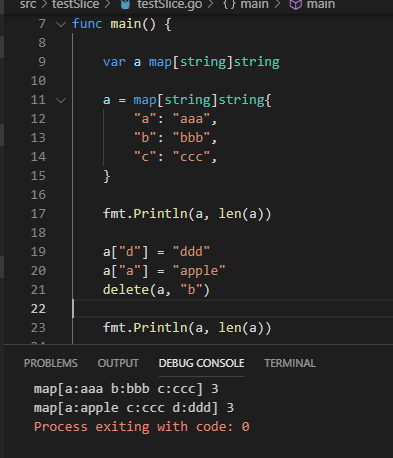 src > testSlice > testSlice.go > {} main > main
7 func main() {
8
9 var a map[string]string
10
11 a = map[string]string{
12 "a": "aaa",
13 "b": "bbb",
14 "c": "ccc",
15 }
16
17 fmt.Println(a, len(a))
18
19 a["d"] = "ddd"
20 a["a"] = "apple"
21 delete(a, "b")
22
23 fmt.Println(a, len(a))
PROBLEMS OUTPUT DEBUG CONSOLE TERMINAL
map[a:aaa b:bbb c:ccc] 3
map[a:apple c:ccc d:ddd] 3
Process exiting with code: 0